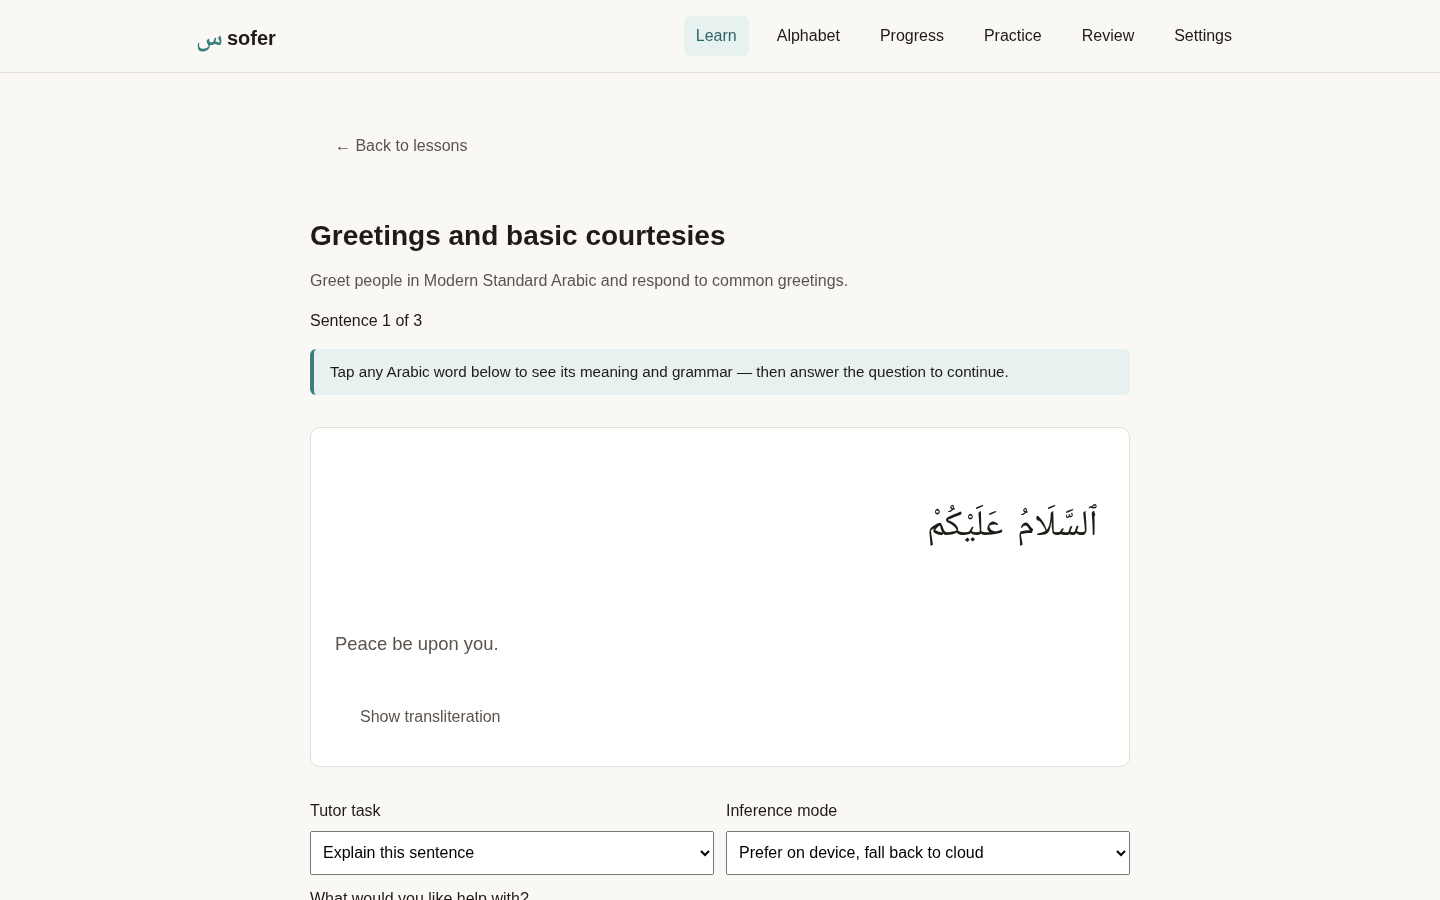 س sofer
Learn Alphabet Progress Practice Review Settings
← Back to lessons
Greetings and basic courtesies
Greet people in Modern Standard Arabic and respond to common greetings.
Sentence 1 of 3
Tap any Arabic word below to see its meaning and grammar — then answer the question to continue.
ٱلسَّلَامُ عَلَيْكُمْ
Peace be upon you.
Show transliteration
Tutor task
Inference mode
Explain this sentence
Prefer on device, fall back to cloud
What would you like help with?